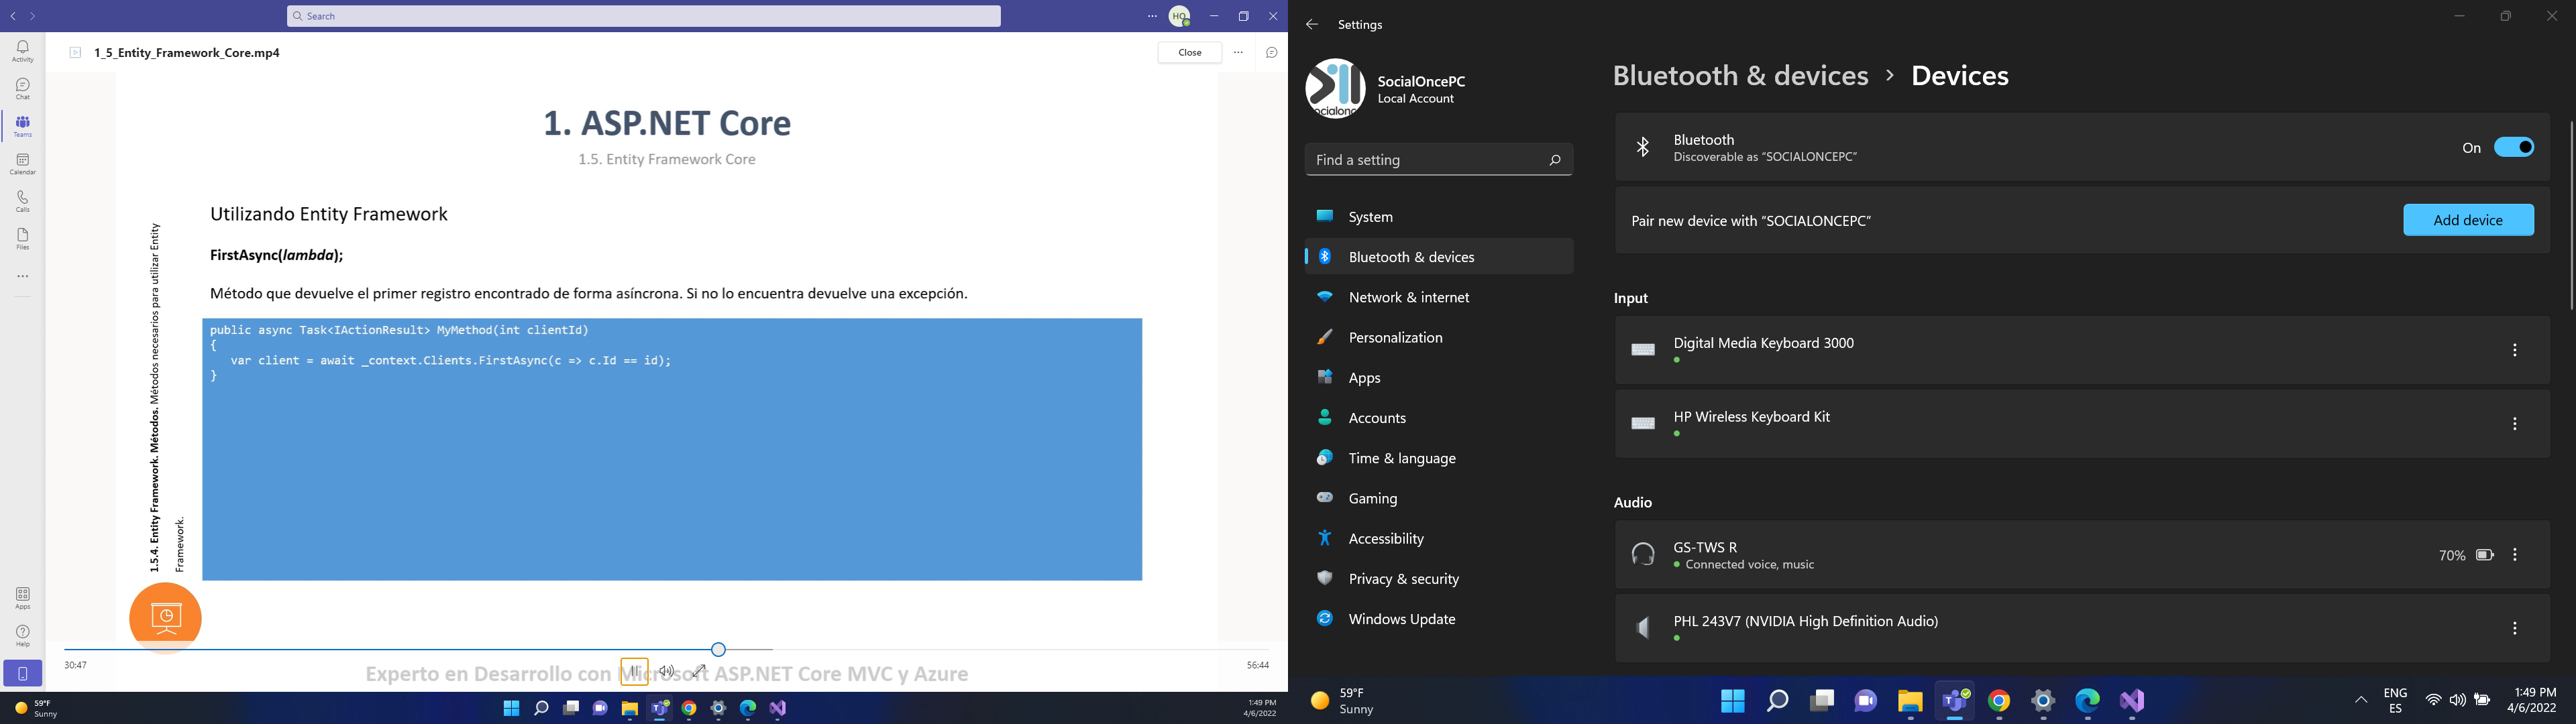 Search
HQ
Activity
Chat
Teams
Calendar
Calls
Files
Apps
Help
1_5_Entity_Framework_Core.mp4
Close
1. ASP.NET Core
1.5. Entity Framework Core
1.5.4. Entity Framework. Métodos. Métodos necesarios para utilizar Entity
Framework.
Utilizando Entity Framework
FirstAsync(lambda);
Método que devuelve el primer registro encontrado de forma asíncrona. Si no lo encuentra devuelve una excepción.
public async Task<IActionResult> MyMethod(int clientId)
{
var client = await _context.Clients.FirstAsync(c => c.Id == id);
}
30:47
56:44
Experto en Desarrollo con Microsoft ASP.NET Core MVC y Azure
59°F
Sunny
1:49 PM
4/6/2022
Settings
SocialOncePC
Local Account
Find a setting
System
Bluetooth & devices
Network & internet
Personalization
Apps
Accounts
Time & language
Gaming
Accessibility
Privacy & security
Windows Update
Bluetooth & devices > Devices
Bluetooth
Discoverable as "SOCIALONCEPC"
On
Pair new device with "SOCIALONCEPC"
Add device
Input
Digital Media Keyboard 3000
HP Wireless Keyboard Kit
Audio
GS-TWS R
Connected voice, music
70%
PHL 243V7 (NVIDIA High Definition Audio)
59°F
Sunny
ENG
ES
1:49 PM
4/6/2022